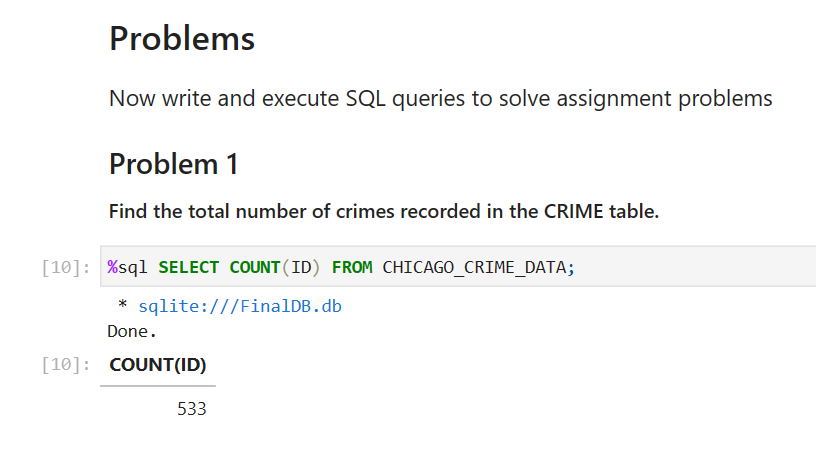 Problems
Now write and execute SQL queries to solve assignment problems
Problem 1
Find the total number of crimes recorded in the CRIME table.
[10]: %sql SELECT COUNT(ID) FROM CHICAGO_CRIME_DATA;
* sqlite:///FinalDB.db
Done.
[10]: COUNT(ID)
533